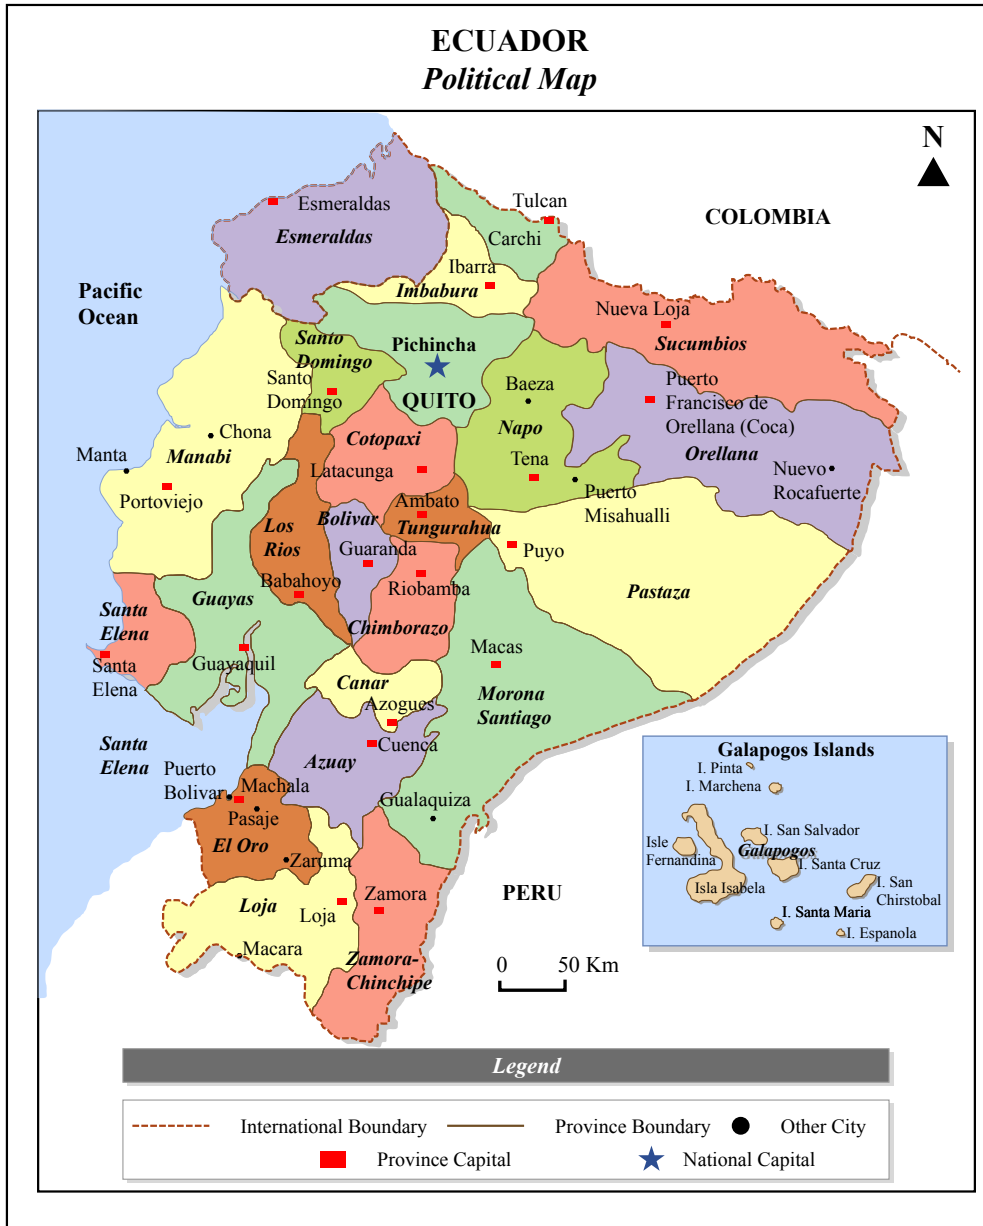 ECUADOR
Political Map
N
Tulcan
Esmeraldas
COLOMBIA
Esmeraldas
Carchi
Ibarra
Imbabura
Pacific
Ocean
Nueva Loja
Sucumbios
Santo
Domingo
Pichincha
Santo
Domingo
QUITO
Baeza
Puerto
Francisco de
Orellana (Coca)
Chona
Cotopaxi
Napo
Orellana
Manta
Manabi
Latacunga
Tena
Nuevo
Rocafuerte
Portoviejo
Ambato
Puerto
Misahualli
Bolivar
Tungurahua
Los
Rios
Guaranda
Puyo
Babahoyo
Riobamba
Pastaza
Guayas
Santa
Elena
Chimborazo
Macas
Santa
Elena
Guayaquil
Canar
Morona
Santiago
Azogues
Santa
Elena
Cuenca
Azuay
Puerto
Bolivar
Machala
Pasaje
Gualaquiza
El Oro
Zaruma
Loja
Loja
Zamora
PERU
Macara
Zamora-
Chinchipe
0 50 Km
Galapogos Islands
I. Pinta
I. Marchena
I. San Salvador
Isle
Fernandina
Galapogos
I. Santa Cruz
Isla Isabela
I. San
Chirstobal
I. Santa Maria
I. Espanola
Legend
International Boundary Province Boundary Other City
Province Capital National Capital